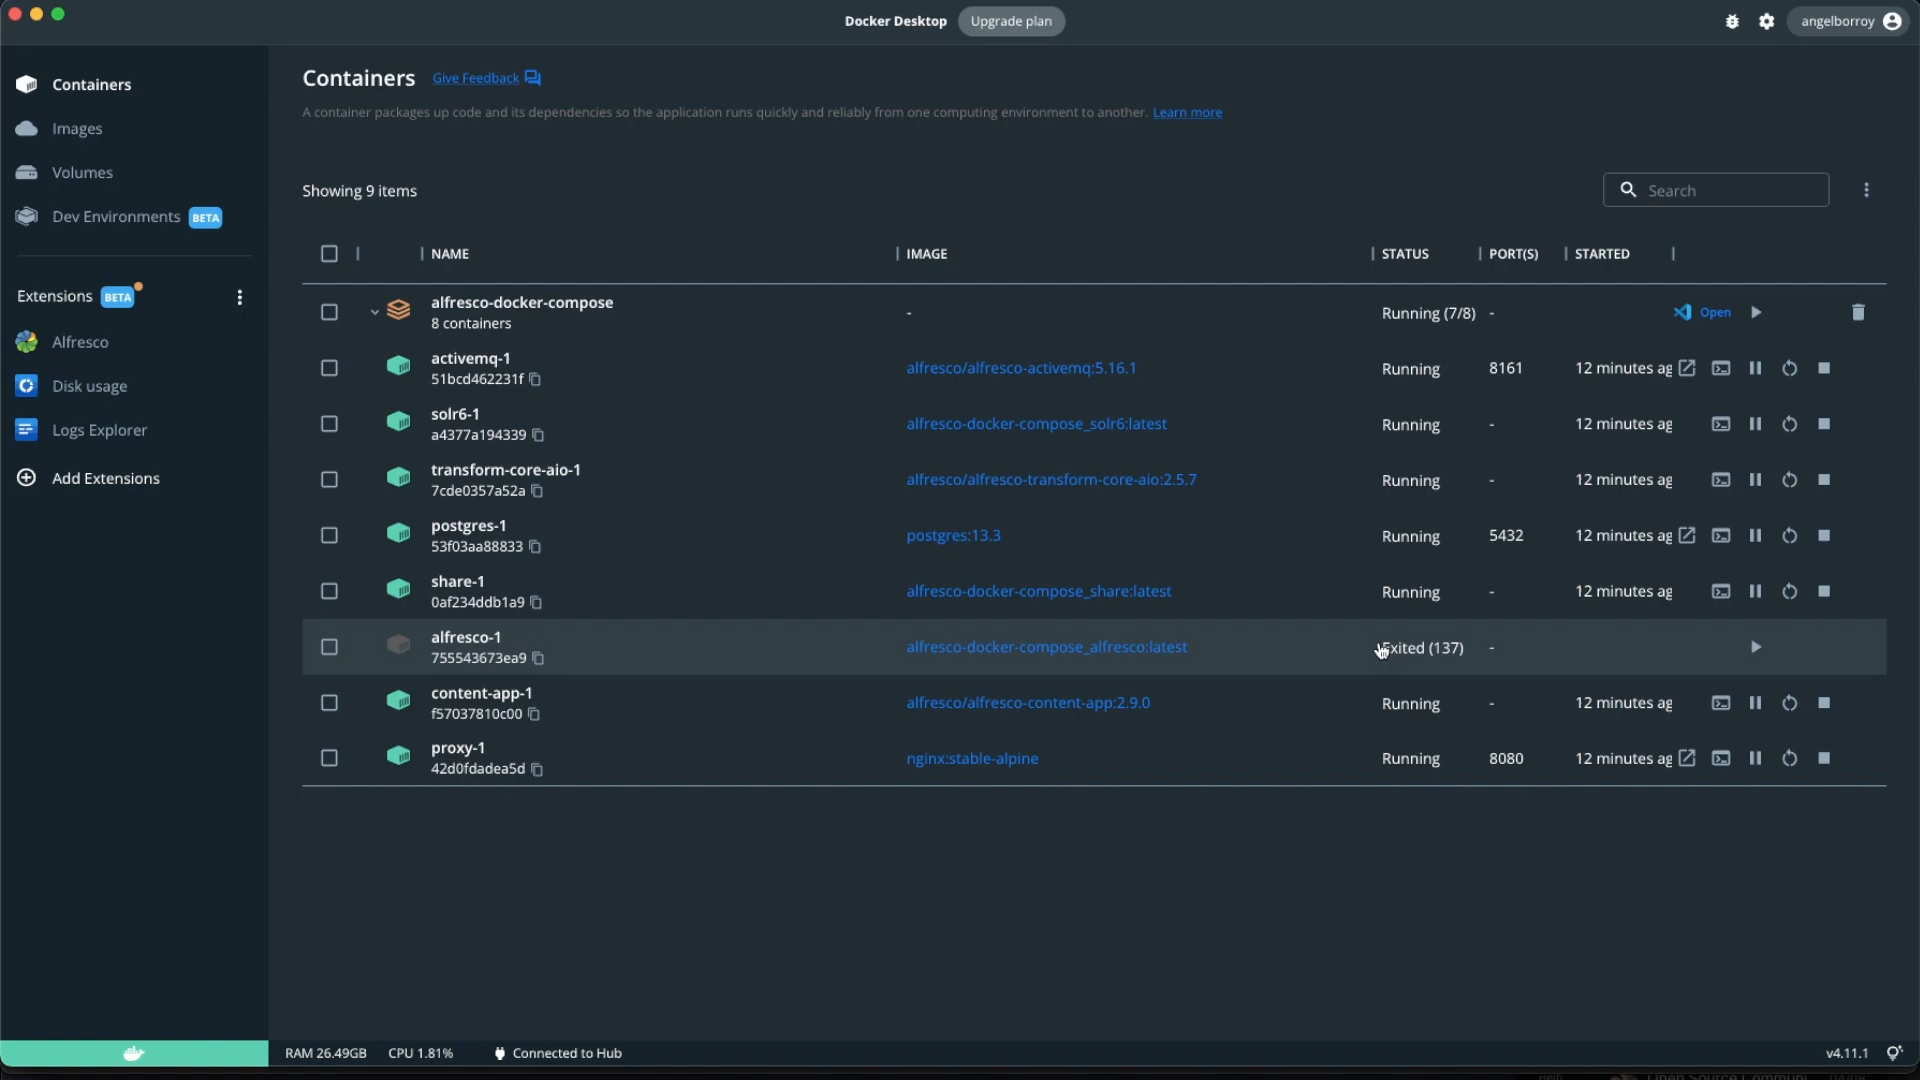 Docker Desktop Upgrade plan angelborroy
Containers
Images
Volumes
Dev Environments BETA
Extensions BETA
Alfresco
Disk usage
Logs Explorer
Add Extensions
Containers Give Feedback
A container packages up code and its dependencies so the application runs quickly and reliably from one computing environment to another. Learn more
Showing 9 items Search
NAME IMAGE STATUS PORT(S) STARTED
alfresco-docker-compose - Running (7/8) - Open
8 containers
activemq-1 alfresco/alfresco-activemq:5.16.1 Running 8161 12 minutes ag
51bcd462231f
solr6-1 alfresco-docker-compose_solr6:latest Running - 12 minutes ag
a4377a194339
transform-core-aio-1 alfresco/alfresco-transform-core-aio:2.5.7 Running - 12 minutes ag
7cde0357a52a
postgres-1 postgres:13.3 Running 5432 12 minutes ag
53f03aa88833
share-1 alfresco-docker-compose_share:latest Running - 12 minutes ag
0af234ddb1a9
alfresco-1 alfresco-docker-compose_alfresco:latest Exited (137) -
755543673ea9
content-app-1 alfresco/alfresco-content-app:2.9.0 Running - 12 minutes ag
f57037810c00
proxy-1 nginx:stable-alpine Running 8080 12 minutes ag
42d0fdadea5d
RAM 26.49GB CPU 1.81% Connected to Hub v4.11.1